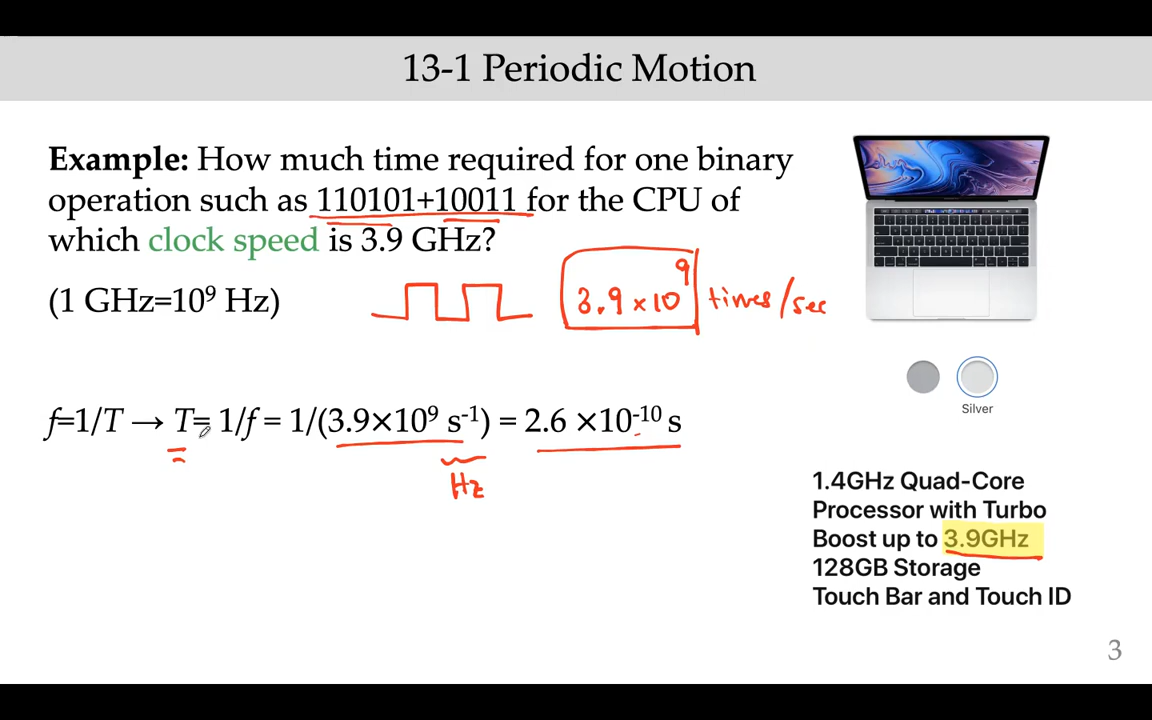 13-1 Periodic Motion
Example: How much time required for one binary
operation such as 110101+10011 for the CPU of
which clock speed is 3.9 GHz?
(1 GHz=10⁹ Hz)
3.9 × 10⁹ times/sec
f=1/T → T= 1/f = 1/(3.9×10⁹ s⁻¹) = 2.6 ×10⁻¹⁰ s
Hz
Silver
1.4GHz Quad-Core
Processor with Turbo
Boost up to 3.9GHz
128GB Storage
Touch Bar and Touch ID
3